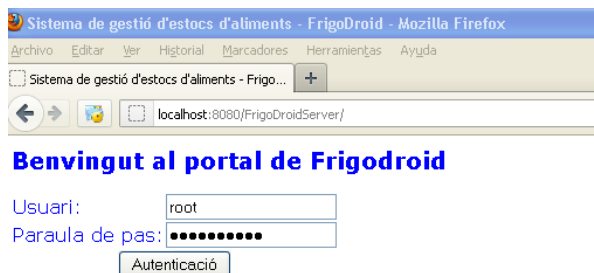 Sistema de gestió d'estocs d'aliments - FrigoDroid - Mozilla Firefox
Archivo Editar Ver Historial Marcadores Herramientas Ayuda
Sistema de gestió d'estocs d'aliments - Frigo... +
localhost:8080/FrigoDroidServer/
Benvingut al portal de Frigodroid
Usuari: root
Paraula de pas: ●●●●●●●●●●
Autenticació